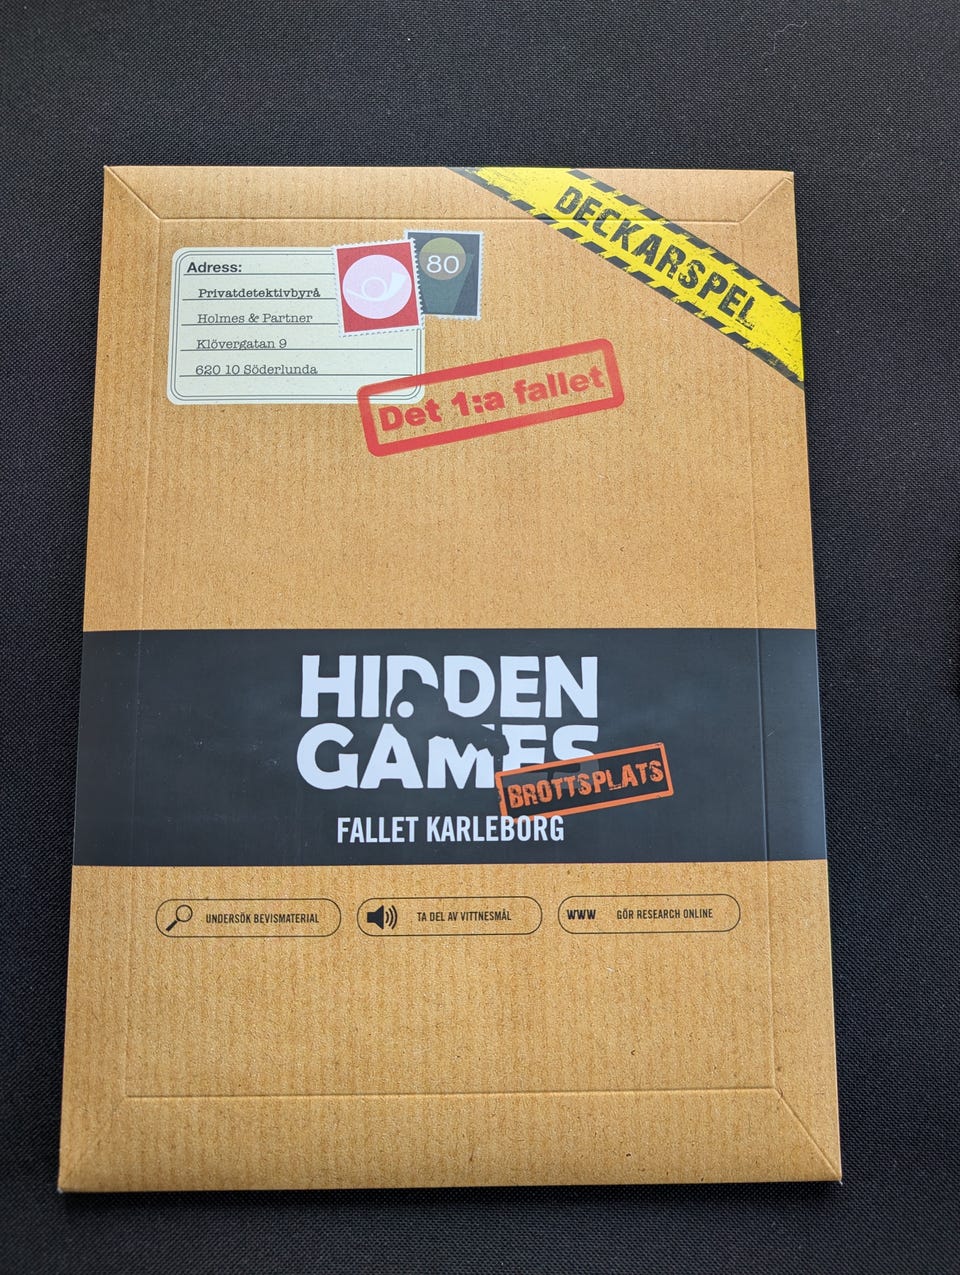 DECKARSPEL
Adress:
Privatdetektivbyrå
Holmes & Partner
Klövergatan 9
620 10 Söderlunda
80
Det 1:a fallet
HIDDEN
GAMES
BROTTSPLATS
FALLET KARLEBORG
UNDERSÖK BEVISMATERIAL
TA DEL AV VITTNESMÅL
WWW GÖR RESEARCH ONLINE